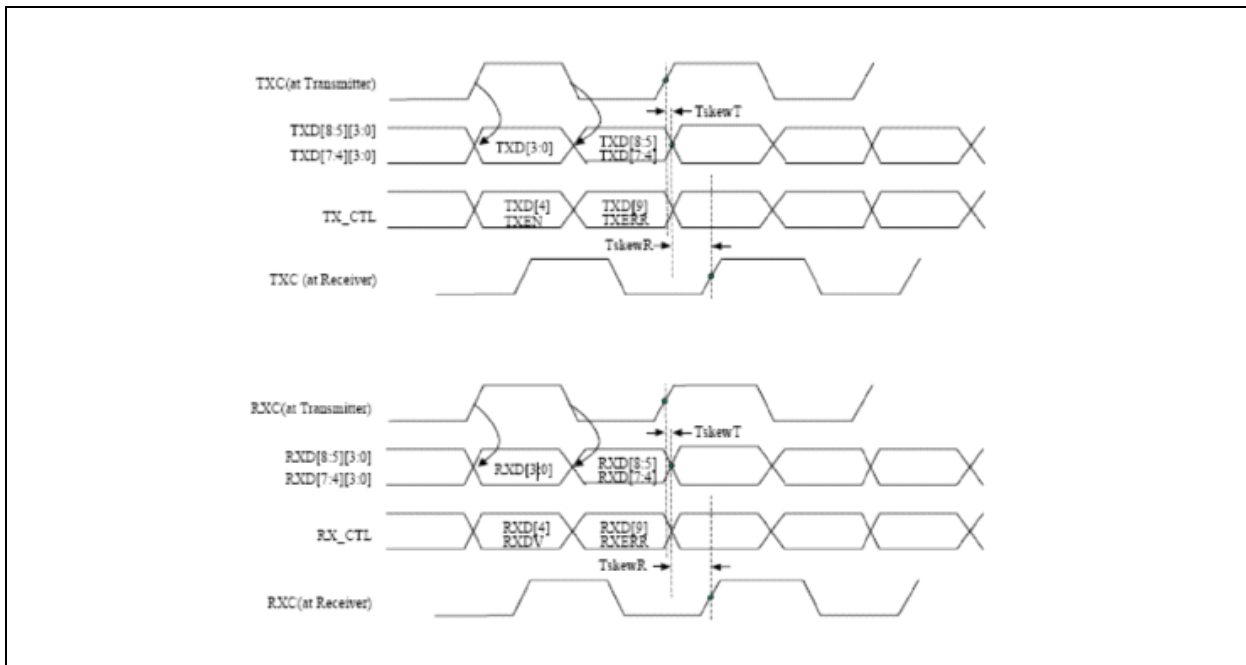 TXC(at Transmitter)
TskewT
TXD[8:5][3:0]
TXD[7:4][3:0]
TXD[3:0]
TXD[8:5]
TXD[7:4]
TX_CTL
TXD[4]
TXEN
TXD[9]
TXERR
TskewR
TXC (at Receiver)
RXC(at Transmitter)
TskewT
RXD[8:5][3:0]
RXD[7:4][3:0]
RXD[3:0]
RXD[8:5]
RXD[7:4]
RX_CTL
RXD[4]
RXDV
RXD[9]
RXERR
TskewR
RXC(at Receiver)